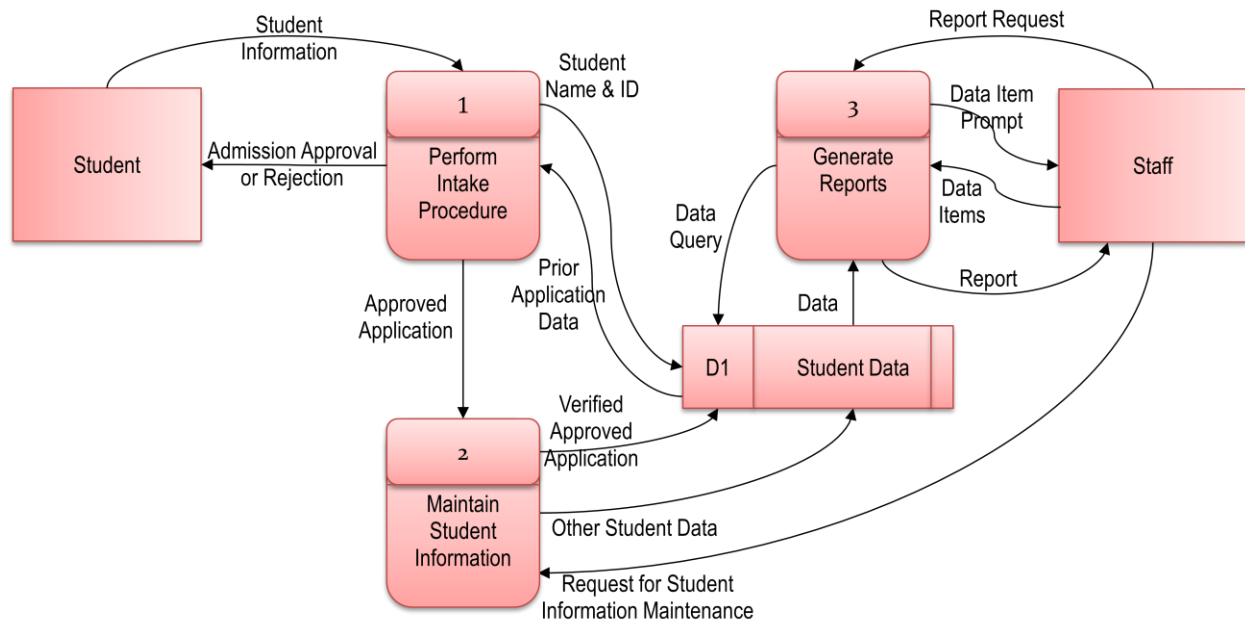 Student
Information
Report Request
1
Student
Name & ID
3
Data Item
Prompt
Student
Admission Approval
or Rejection
Perform
Intake
Procedure
Generate
Reports
Staff
Data
Items
Data
Query
Prior
Application
Data
Report
Approved
Application
Data
D1
Student Data
Verified
Approved
Application
2
Maintain
Student
Information
Other Student Data
Request for Student
Information Maintenance